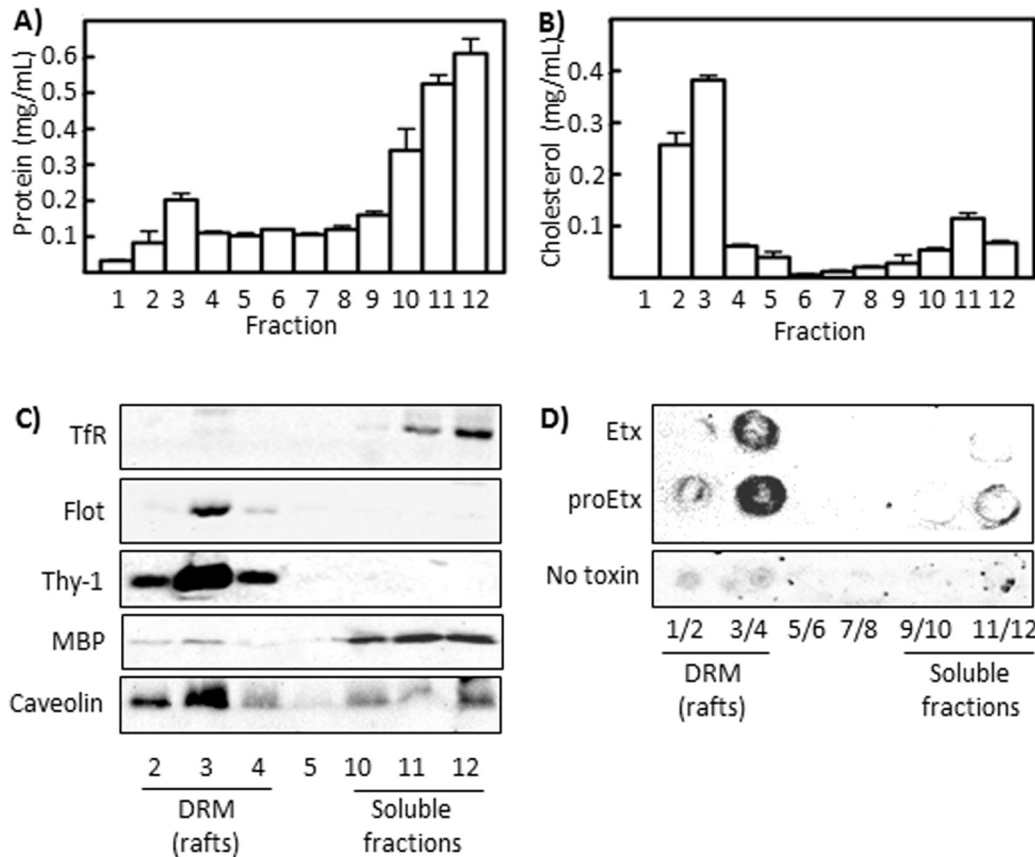 A)
Protein (mg/mL)
0.6
0.5
0.4
0.3
0.2
0.1
1 2 3 4 5 6 7 8 9 10 11 12
Fraction
B)
Cholesterol (mg/mL)
0.4
0.3
0.2
0.1
1 2 3 4 5 6 7 8 9 10 11 12
Fraction
C)
TfR
Flot
Thy-1
MBP
Caveolin
2 3 4 5 10 11 12
DRM
(rafts)
Soluble
fractions
D)
Etx
proEtx
No toxin
1/2 3/4 5/6 7/8 9/10 11/12
DRM
(rafts)
Soluble
fractions